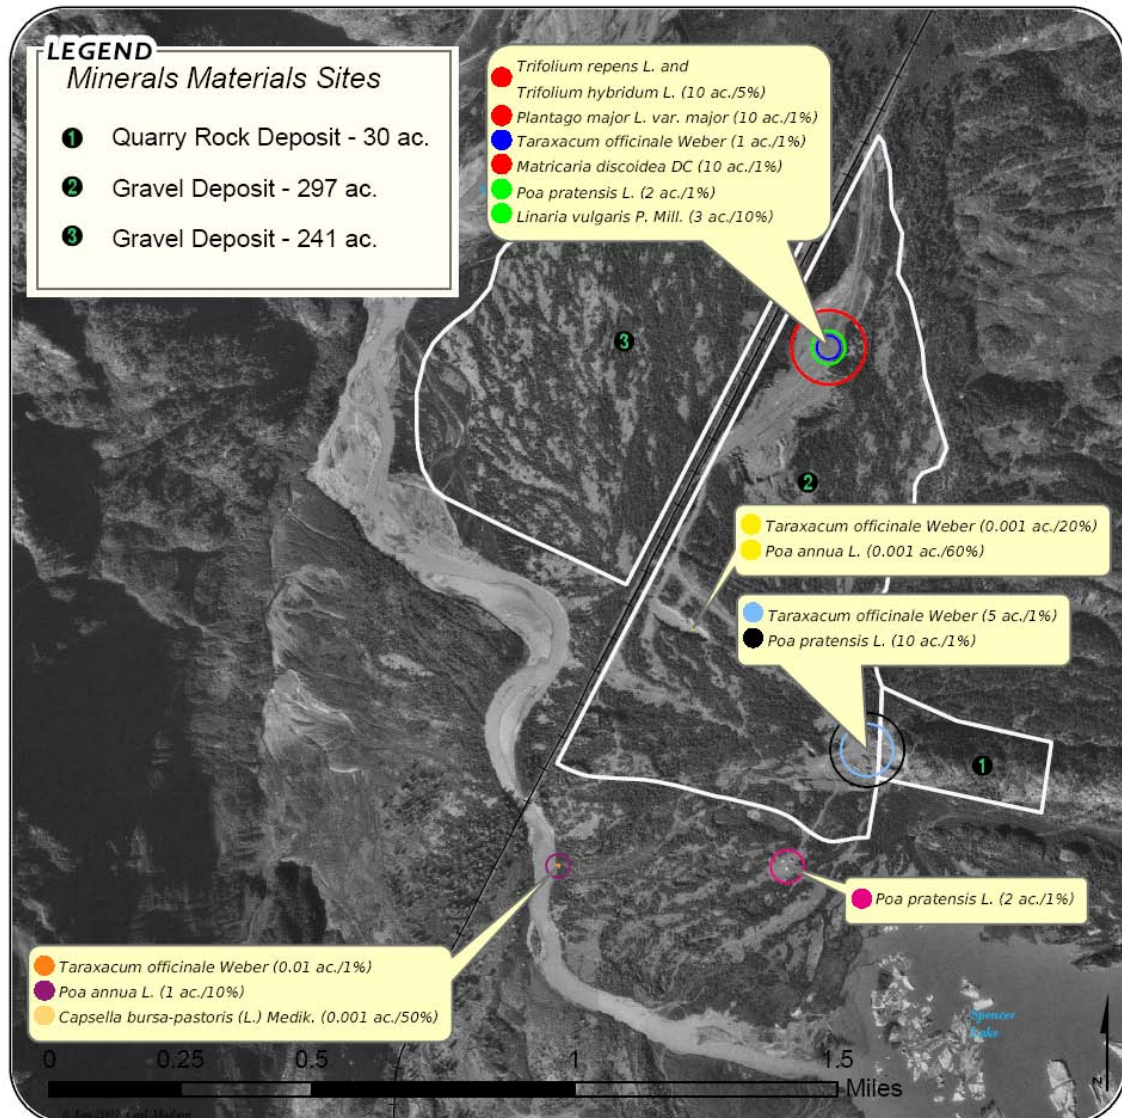 LEGEND
Minerals Materials Sites
1 Quarry Rock Deposit - 30 ac.
2 Gravel Deposit - 297 ac.
3 Gravel Deposit - 241 ac.
Trifolium repens L. and
Trifolium hybridum L. (10 ac./5%)
Plantago major L. var. major (10 ac./1%)
Taraxacum officinale Weber (1 ac./1%)
Matricaria discoidea DC (10 ac./1%)
Poa pratensis L. (2 ac./1%)
Linaria vulgaris P. Mill. (3 ac./10%)
3
2
Taraxacum officinale Weber (0.001 ac./20%)
Poa annua L. (0.001 ac./60%)
Taraxacum officinale Weber (5 ac./1%)
Poa pratensis L. (10 ac./1%)
1
Poa pratensis L. (2 ac./1%)
Taraxacum officinale Weber (0.01 ac./1%)
Poa annua L. (1 ac./10%)
Capsella bursa-pastoris (L.) Medik. (0.001 ac./50%)
Spencer
Lake
0 0.25 0.5 1 1.5
Miles
N